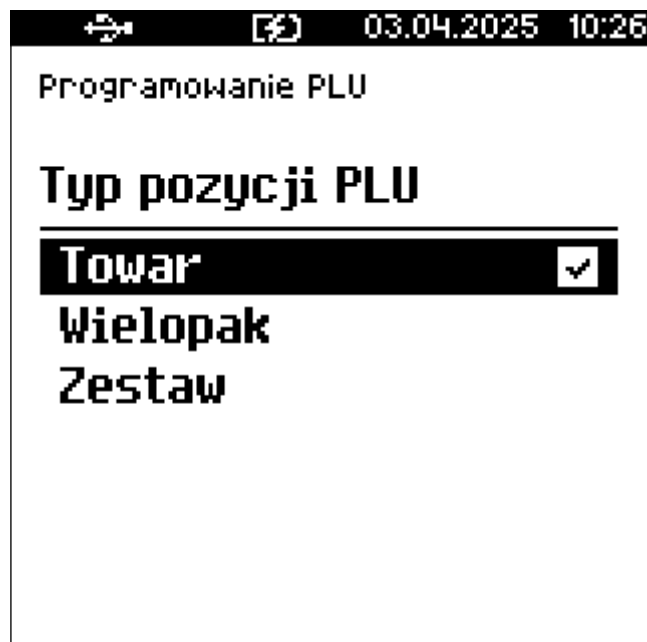 03.04.2025 10:26
Programowanie PLU
Typ pozycji PLU
Towar
Wielopak
Zestaw